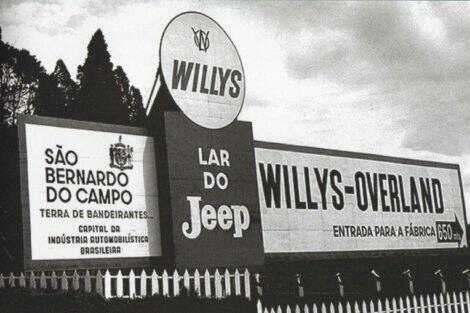 SÃO
BERNARDO
DO CAMPO
TERRA DE BANDEIRANTES...
CAPITAL DA
INDÚSTRIA AUTOMOBILÍSTICA
BRASILEIRA
W
WILLYS
LAR
DO
Jeep
WILLYS-OVERLAND
ENTRADA PARA A FÁBRICA 850